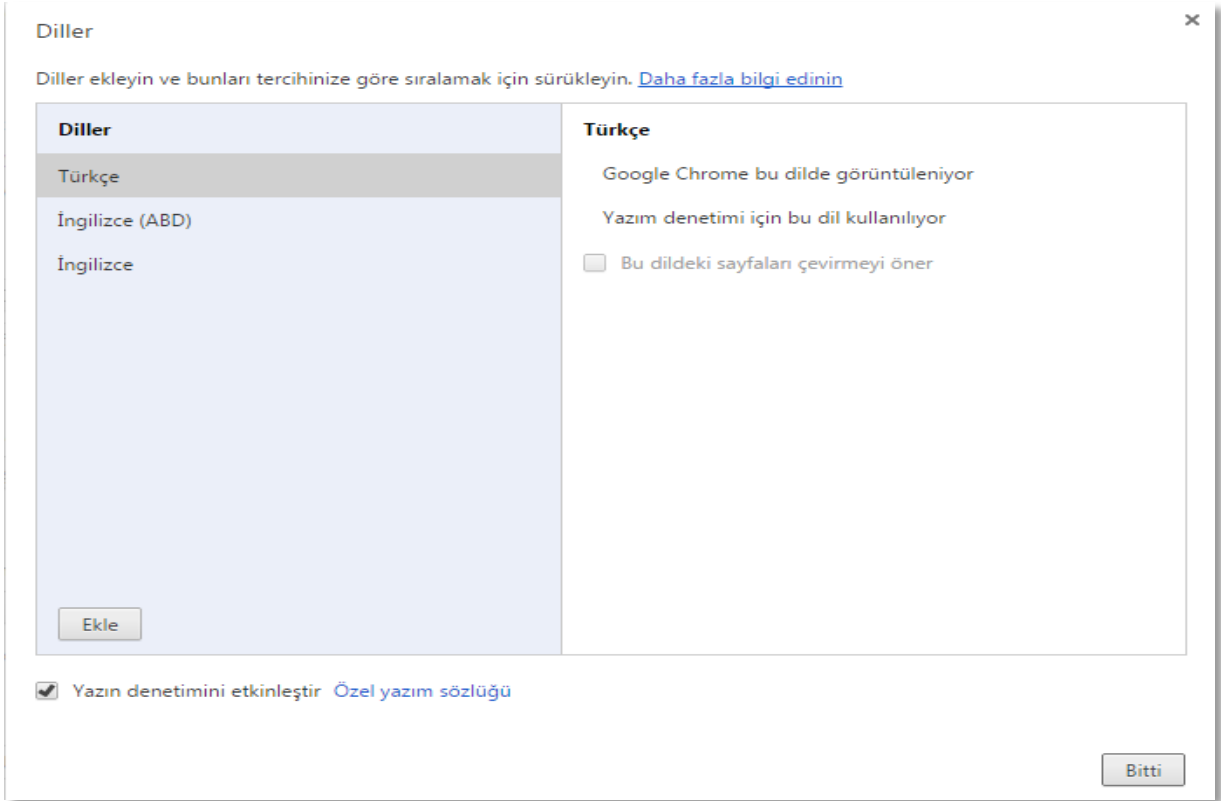 Diller
Diller ekleyin ve bunları tercihinize göre sıralamak için sürükleyin. Daha fazla bilgi edinin
Diller
Türkçe
İngilizce (ABD)
İngilizce
Ekle
Türkçe
Google Chrome bu dilde görüntüleniyor
Yazım denetimi için bu dil kullanılıyor
Bu dildeki sayfaları çevirmeyi öner
Yazın denetimini etkinleştir Özel yazım sözlüğü
Bitti